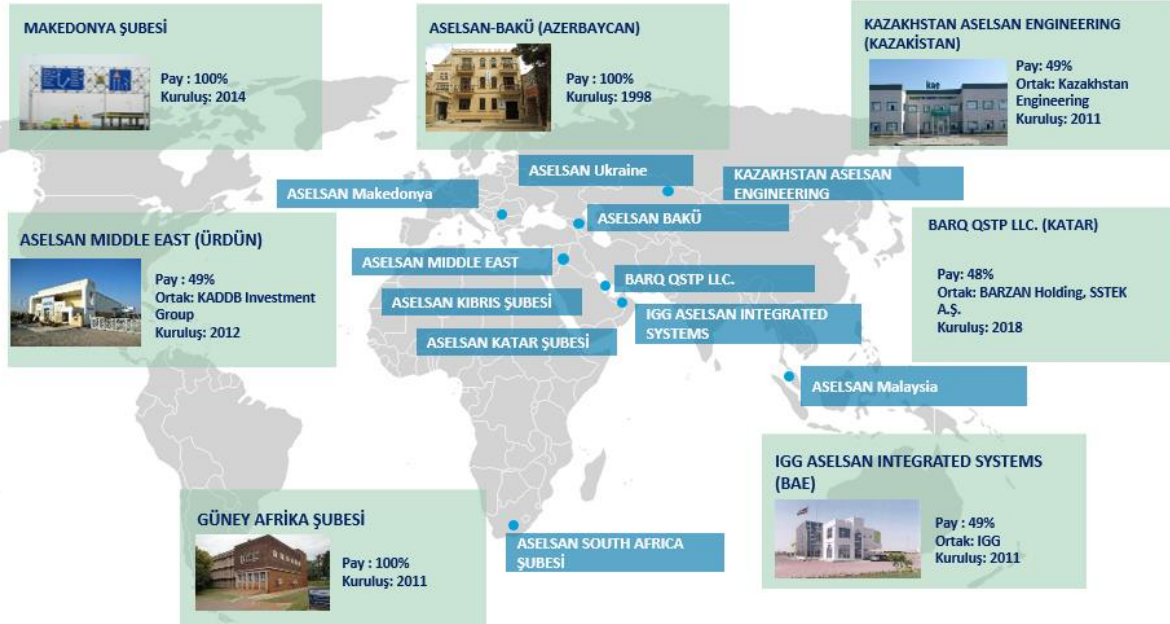 MAKEDONYA ŞUBESİ
Pay : 100%
Kuruluş: 2014
ASELSAN-BAKÜ (AZERBAYCAN)
Pay : 100%
Kuruluş: 1998
KAZAKHSTAN ASELSAN ENGINEERING
(KAZAKİSTAN)
kae
Pay: 49%
Ortak: Kazakhstan
Engineering
Kuruluş: 2011
ASELSAN Ukraine
KAZAKHSTAN ASELSAN
ENGINEERING
ASELSAN Makedonya
ASELSAN BAKÜ
ASELSAN MIDDLE EAST (ÜRDÜN)
Pay : 49%
Ortak: KADDB Investment
Group
Kuruluş: 2012
ASELSAN MIDDLE EAST
BARQ QSTP LLC.
ASELSAN KIBRIS ŞUBESİ
IGG ASELSAN INTEGRATED
SYSTEMS
ASELSAN KATAR ŞUBESİ
BARQ QSTP LLC. (KATAR)
Pay: 48%
Ortak: BARZAN Holding, SSTEK
A.Ş.
Kuruluş: 2018
ASELSAN Malaysia
IGG ASELSAN INTEGRATED SYSTEMS
(BAE)
Pay : 49%
Ortak: IGG
Kuruluş: 2011
GÜNEY AFRİKA ŞUBESİ
Pay : 100%
Kuruluş: 2011
ASELSAN SOUTH AFRICA
ŞUBESİ